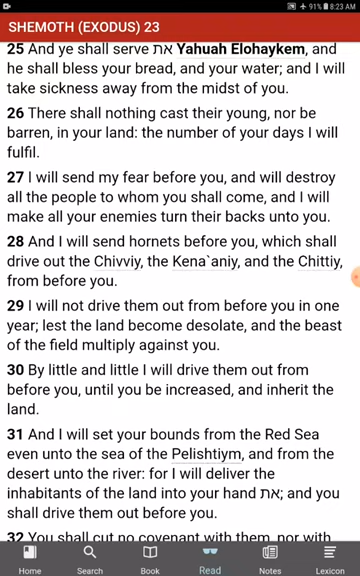 91% 8:23 AM
SHEMOTH (EXODUS) 23
25 And ye shall serve את Yahuah Elohaykem, and
he shall bless your bread, and your water; and I will
take sickness away from the midst of you.
26 There shall nothing cast their young, nor be
barren, in your land: the number of your days I will
fulfil.
27 I will send my fear before you, and will destroy
all the people to whom you shall come, and I will
make all your enemies turn their backs unto you.
28 And I will send hornets before you, which shall
drive out the Chivviy, the Kena`aniy, and the Chittiy,
from before you.
29 I will not drive them out from before you in one
year; lest the land become desolate, and the beast
of the field multiply against you.
30 By little and little I will drive them out from
before you, until you be increased, and inherit the
land.
31 And I will set your bounds from the Red Sea
even unto the sea of the Pelishtiym, and from the
desert unto the river: for I will deliver the
inhabitants of the land into your hand את; and you
shall drive them out before you.
32 You shall cut no covenant with them, nor with
Home Search Book Read Notes Lexicon